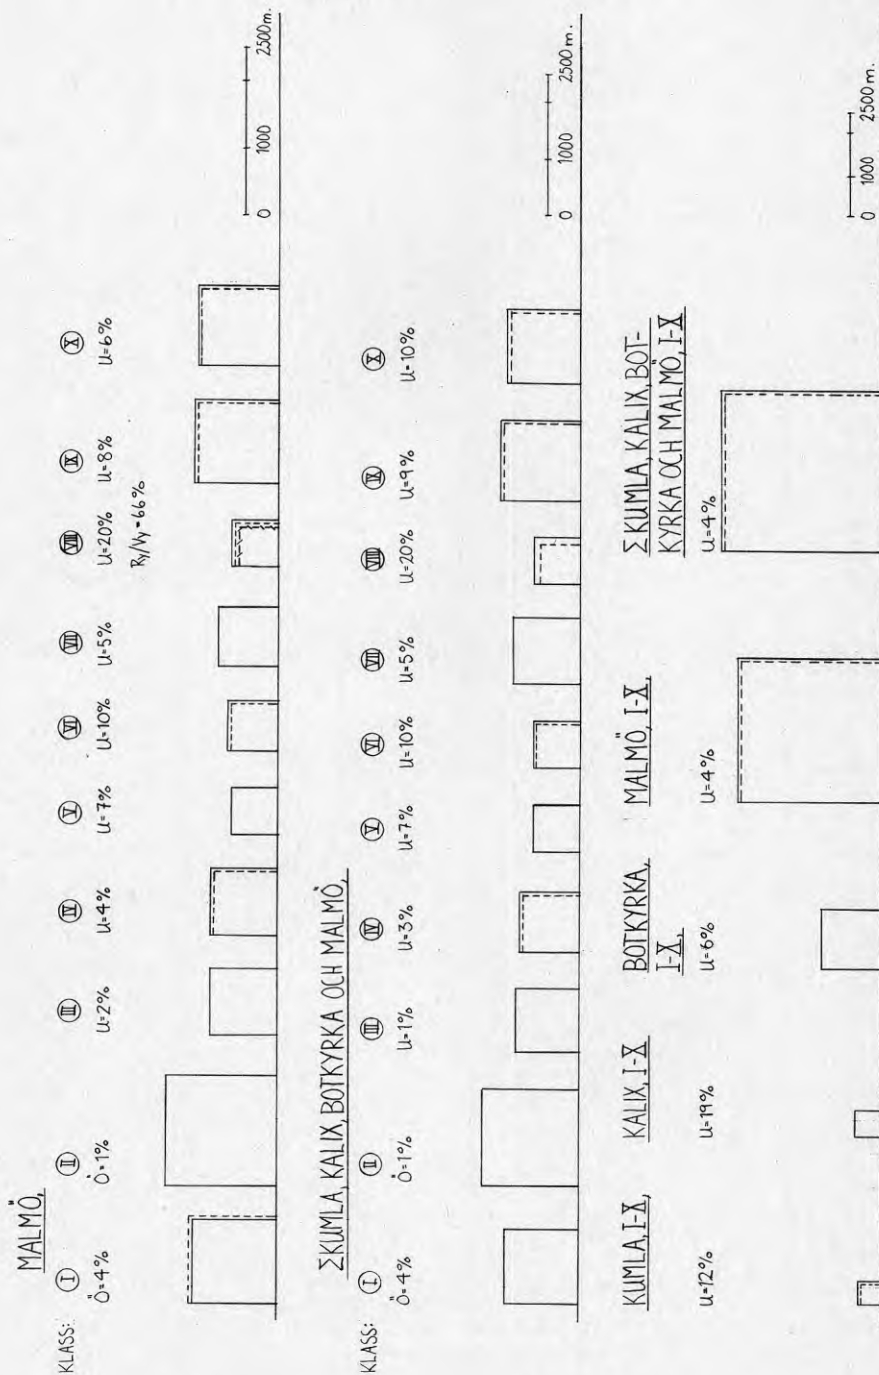 MALMÖ,
KLASS: I II III IV V VI VII VIII IX X
Ö=4% Ö=1% U=2% U=4% U=7% U=10% U=5% U=20% U=8% U=6%
Ry/Vy=66%
0 1000 2500m.
ΣKUMLA, KALIX, BOTKYRKA OCH MALMÖ,
KLASS: I. II III IV V VI VII VIII IX X
Ö=4% Ö=1% U=1% U=3% U=7% U=10% U=5% U=20% U=9% U=10%
0 1000 2500m.
KUMLA, I-X, KALIX, I-X BOTKYRKA, MALMÖ, I-X, ΣKUMLA, KALIX, BOT-
I-X, KYRKA OCH MALMÖ, I-X
U=12% U=19% U=6% U=4% U=4%
0 1000 2500m.